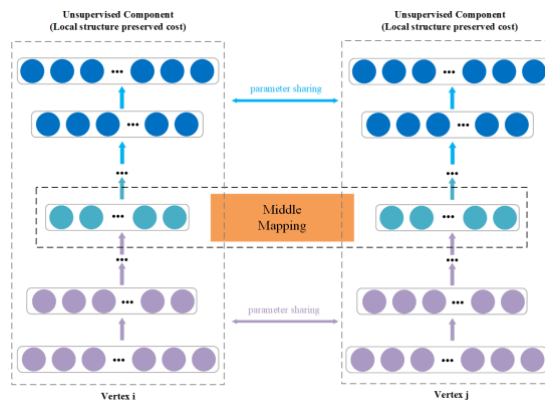 Unsupervised Component
(Local structure preserved cost)
Unsupervised Component
(Local structure preserved cost)
parameter sharing
Middle
Mapping
parameter sharing
Vertex i
Vertex j